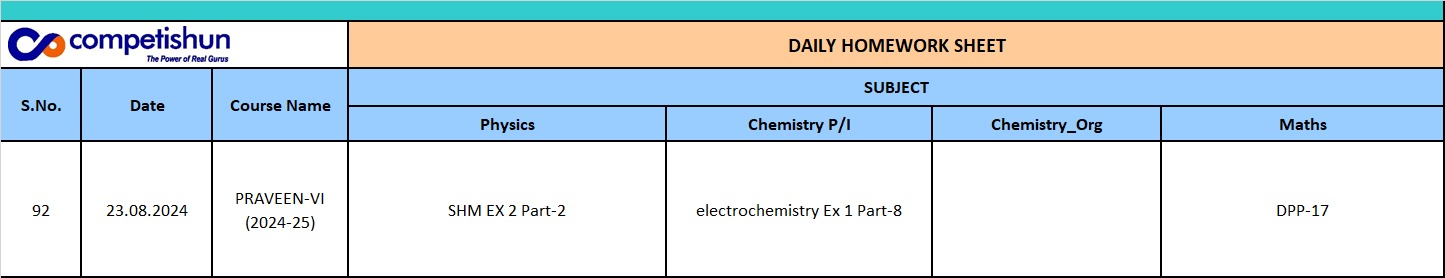 competishun
The Power of Real Gurus
DAILY HOMEWORK SHEET
S.No.
Date
Course Name
SUBJECT
Physics
Chemistry P/I
Chemistry_Org
Maths
92
23.08.2024
PRAVEEN-VI
(2024-25)
SHM EX 2 Part-2
electrochemistry Ex 1 Part-8
DPP-17